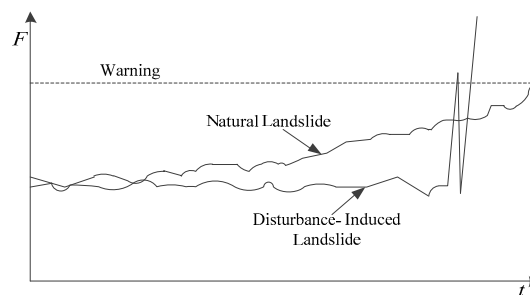 F
Warning
Natural Landslide
Disturbance- Induced
Landslide
t